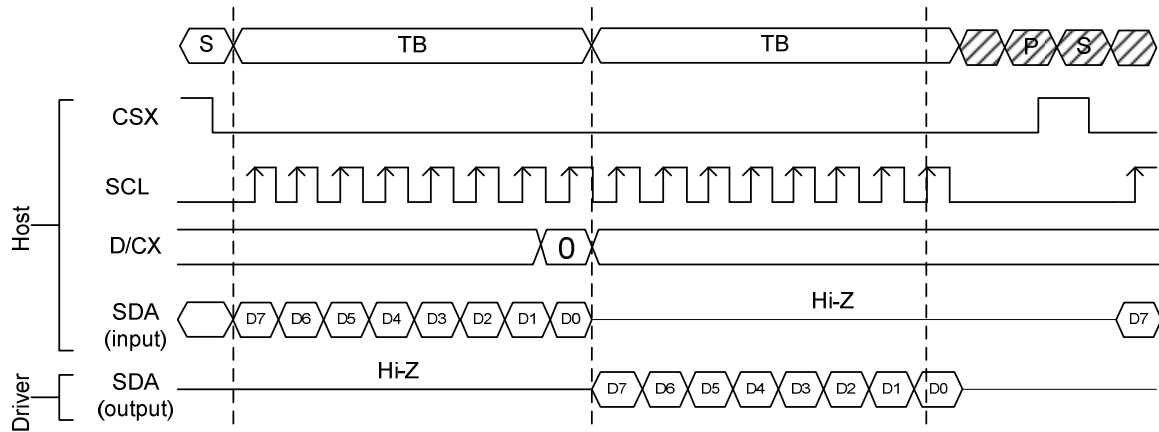 S TB TB P S
CSX
SCL
D/CX 0
SDA
(input) D7 D6 D5 D4 D3 D2 D1 D0 Hi-Z D7
SDA
(output) Hi-Z D7 D6 D5 D4 D3 D2 D1 D0
Host
Driver